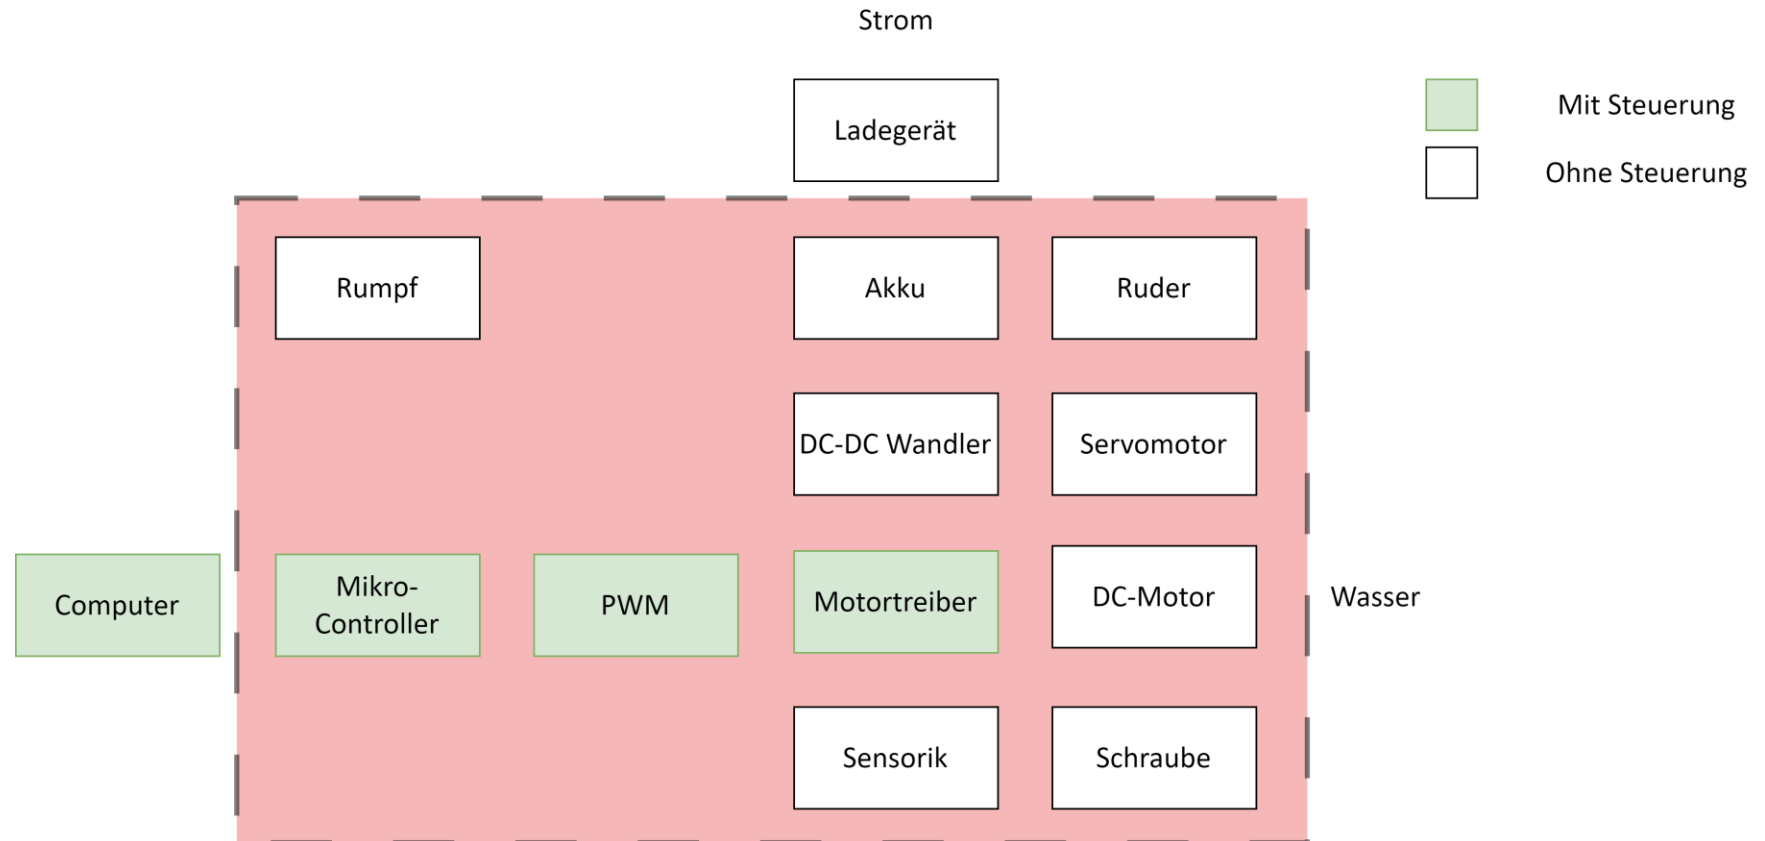 Strom
Ladegerät
Mit Steuerung
Ohne Steuerung
Rumpf
Akku
Ruder
DC-DC Wandler
Servomotor
Computer
Mikro-
Controller
PWM
Motortreiber
DC-Motor
Wasser
Sensorik
Schraube